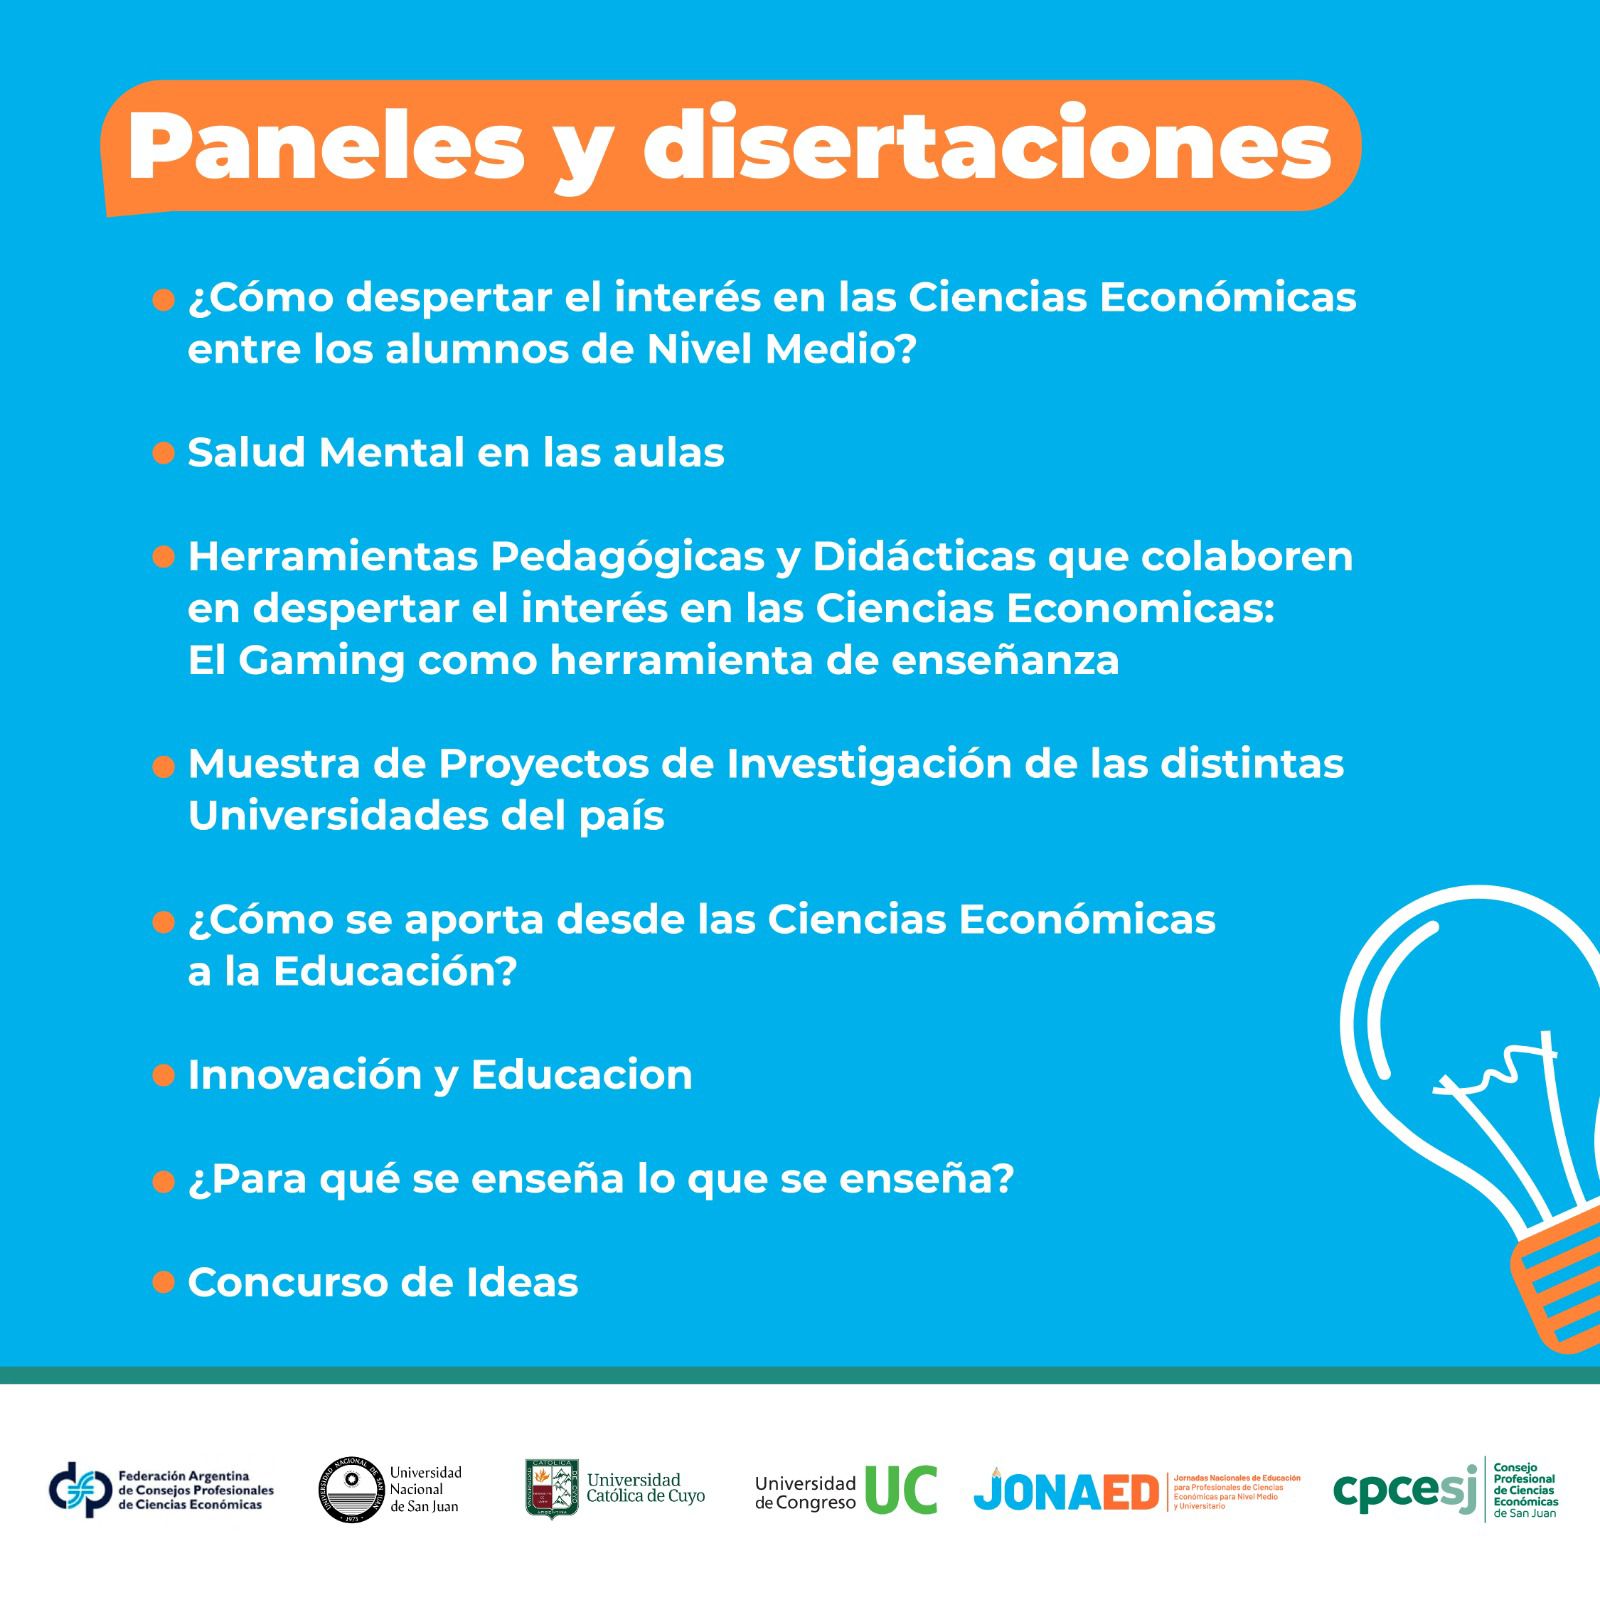 Paneles y disertaciones
¿Cómo despertar el interés en las Ciencias Económicas
entre los alumnos de Nivel Medio?
Salud Mental en las aulas
Herramientas Pedagógicas y Didácticas que colaboren
en despertar el interés en las Ciencias Economicas:
El Gaming como herramienta de enseñanza
Muestra de Proyectos de Investigación de las distintas
Universidades del país
¿Cómo se aporta desde las Ciencias Económicas
a la Educación?
Innovación y Educacion
¿Para qué se enseña lo que se enseña?
Concurso de Ideas
Federación Argentina
de Consejos Profesionales
de Ciencias Económicas
UNIVERSIDAD NACIONAL DE SAN JUAN
1973
Universidad
Nacional
de San Juan
Universidad
Católica de Cuyo
Universidad
de Congreso
UC
JONAED
Jornadas Nacionales de Educación
para Profesionales de Ciencias
Económicas para Nivel Medio
y Universitario
cpcesj
Consejo
Profesional
de Ciencias
Económicas
de San Juan